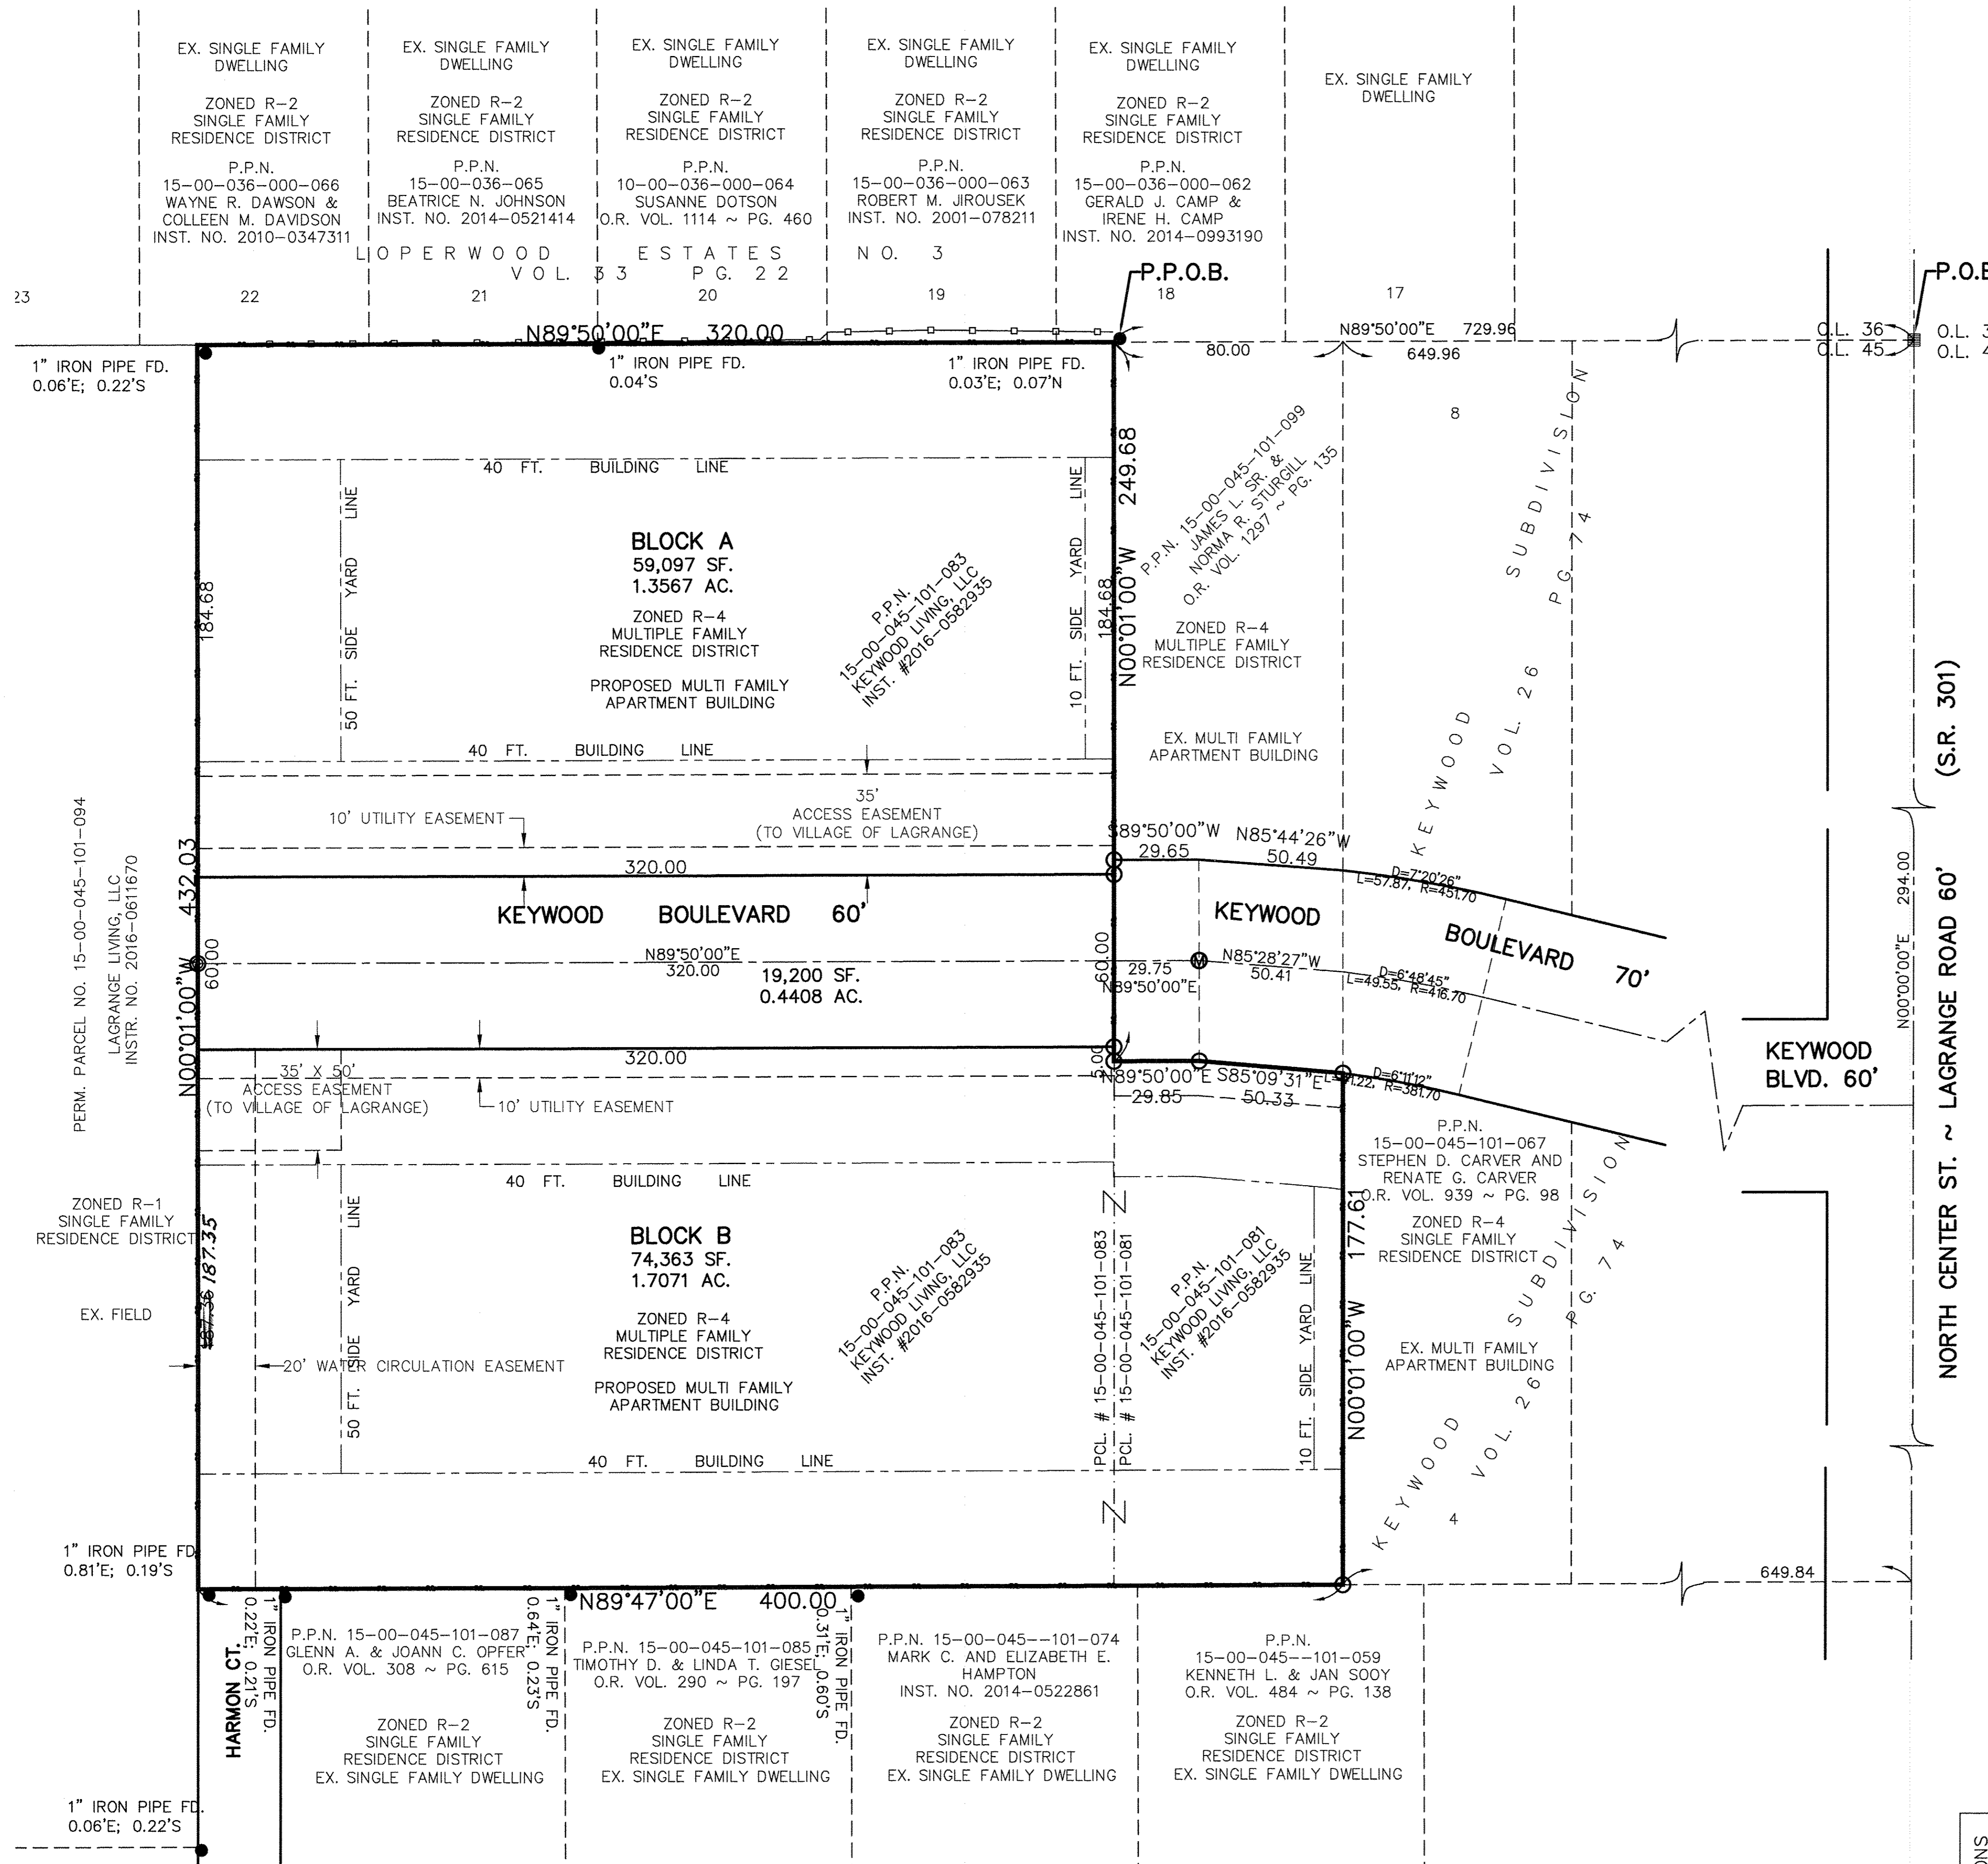 EX. SINGLE FAMILY
DWELLING
ZONED R-2
SINGLE FAMILY
RESIDENCE DISTRICT
P.P.N.
15-00-036-000-066
WAYNE R. DAWSON &
COLLEEN M. DAVIDSON
INST. NO. 2010-0347311
EX. SINGLE FAMILY
DWELLING
ZONED R-2
SINGLE FAMILY
RESIDENCE DISTRICT
P.P.N.
15-00-036-065
BEATRICE N. JOHNSON
INST. NO. 2014-0521414
EX. SINGLE FAMILY
DWELLING
ZONED R-2
SINGLE FAMILY
RESIDENCE DISTRICT
P.P.N.
10-00-036-000-064
SUSANNE DOTSON
O.R. VOL. 1114 ~ PG. 460
EX. SINGLE FAMILY
DWELLING
ZONED R-2
SINGLE FAMILY
RESIDENCE DISTRICT
P.P.N.
15-00-036-000-063
ROBERT M. JIROUSEK
INST. NO. 2001-078211
EX. SINGLE FAMILY
DWELLING
ZONED R-2
SINGLE FAMILY
RESIDENCE DISTRICT
P.P.N.
15-00-036-000-062
GERALD J. CAMP &
IRENE H. CAMP
INST. NO. 2014-0993190
EX. SINGLE FAMILY
DWELLING
LOPERWOOD ESTATES NO. 3
VOL. 33 PG. 22
23
22
21
20
19
18
17
P.P.O.B.
P.O.B
N89°50'00"E 320.00
N89°50'00"E 729.96
80.00
649.96
O.L. 36
O.L. 45
O.L. 3
O.L. 4
1" IRON PIPE FD.
0.06'E; 0.22'S
1" IRON PIPE FD.
0.04'S
1" IRON PIPE FD.
0.03'E; 0.07'N
40 FT. BUILDING LINE
50 FT. SIDE YARD LINE
10 FT. SIDE YARD LINE
184.68
184.68
249.68
N00°01'00"W
BLOCK A
59,097 SF.
1.3567 AC.
ZONED R-4
MULTIPLE FAMILY
RESIDENCE DISTRICT
PROPOSED MULTI FAMILY
APARTMENT BUILDING
P.P.N.
15-00-045-101-083
KEYWOOD LIVING, LLC
INST. #2016-0582935
40 FT. BUILDING LINE
P.P.N. 15-00-045-101-099
JAMES L. SR. &
NORMA R. STURGILL
O.R. VOL. 1297 ~ PG. 135
ZONED R-4
MULTIPLE FAMILY
RESIDENCE DISTRICT
EX. MULTI FAMILY
APARTMENT BUILDING
8
KEYWOOD SUBDIVISION
VOL. 26 PG. 74
10' UTILITY EASEMENT
35'
ACCESS EASEMENT
(TO VILLAGE OF LAGRANGE)
320.00
KEYWOOD BOULEVARD 60'
N89°50'00"E
320.00
19,200 SF.
0.4408 AC.
60.00
60.00
320.00
432.03
N00°01'00"W
PERM. PARCEL NO. 15-00-045-101-094
LAGRANGE LIVING, LLC
INSTR. NO. 2016-0611670
S89°50'00"W
29.65
N85°44'26"W
50.49
D=7°20'26"
L=57.87, R=451.70
KEYWOOD BOULEVARD 70'
29.75
N89°50'00"E
M
N85°28'27"W
50.41
D=6°48'45"
L=49.55, R=416.70
5.00
N89°50'00"E
29.85
S85°09'31"E
50.33
D=6°11'12"
R=381.70
KEYWOOD
BLVD. 60'
N00°00'00"E 294.00
NORTH CENTER ST. ~ LAGRANGE ROAD 60' (S.R. 301)
35' X 50'
ACCESS EASEMENT
(TO VILLAGE OF LAGRANGE)
10' UTILITY EASEMENT
40 FT. BUILDING LINE
50 FT. SIDE YARD LINE
10 FT. SIDE YARD LINE
ZONED R-1
SINGLE FAMILY
RESIDENCE DISTRICT
EX. FIELD
187.36 187.35
20' WATER CIRCULATION EASEMENT
BLOCK B
74,363 SF.
1.7071 AC.
ZONED R-4
MULTIPLE FAMILY
RESIDENCE DISTRICT
PROPOSED MULTI FAMILY
APARTMENT BUILDING
P.P.N.
15-00-045-101-083
KEYWOOD LIVING, LLC
INST. #2016-0582935
PCL. # 15-00-045-101-083
PCL. # 15-00-045-101-081
P.P.N.
15-00-045-101-081
KEYWOOD LIVING, LLC
INST. #2016-0582935
177.61
N00°01'00"W
40 FT. BUILDING LINE
P.P.N.
15-00-045-101-067
STEPHEN D. CARVER AND
RENATE G. CARVER
O.R. VOL. 939 ~ PG. 98
ZONED R-4
SINGLE FAMILY
RESIDENCE DISTRICT
EX. MULTI FAMILY
APARTMENT BUILDING
KEYWOOD SUBDIVISION
VOL. 26 PG. 74
4
649.84
1" IRON PIPE FD
0.81'E; 0.19'S
N89°47'00"E 400.00
HARMON CT.
1" IRON PIPE FD.
0.22'E; 0.21'S
1" IRON PIPE FD.
0.64'E; 0.23'S
1" IRON PIPE FD.
0.31'E; 0.60'S
P.P.N. 15-00-045-101-087
GLENN A. & JOANN C. OPFER
O.R. VOL. 308 ~ PG. 615
ZONED R-2
SINGLE FAMILY
RESIDENCE DISTRICT
EX. SINGLE FAMILY DWELLING
P.P.N. 15-00-045-101-085
TIMOTHY D. & LINDA T. GIESEL
O.R. VOL. 290 ~ PG. 197
ZONED R-2
SINGLE FAMILY
RESIDENCE DISTRICT
EX. SINGLE FAMILY DWELLING
P.P.N. 15-00-045--101-074
MARK C. AND ELIZABETH E.
HAMPTON
INST. NO. 2014-0522861
ZONED R-2
SINGLE FAMILY
RESIDENCE DISTRICT
EX. SINGLE FAMILY DWELLING
P.P.N.
15-00-045--101-059
KENNETH L. & JAN SOOY
O.R. VOL. 484 ~ PG. 138
ZONED R-2
SINGLE FAMILY
RESIDENCE DISTRICT
EX. SINGLE FAMILY DWELLING
1" IRON PIPE FD.
0.06'E; 0.22'S